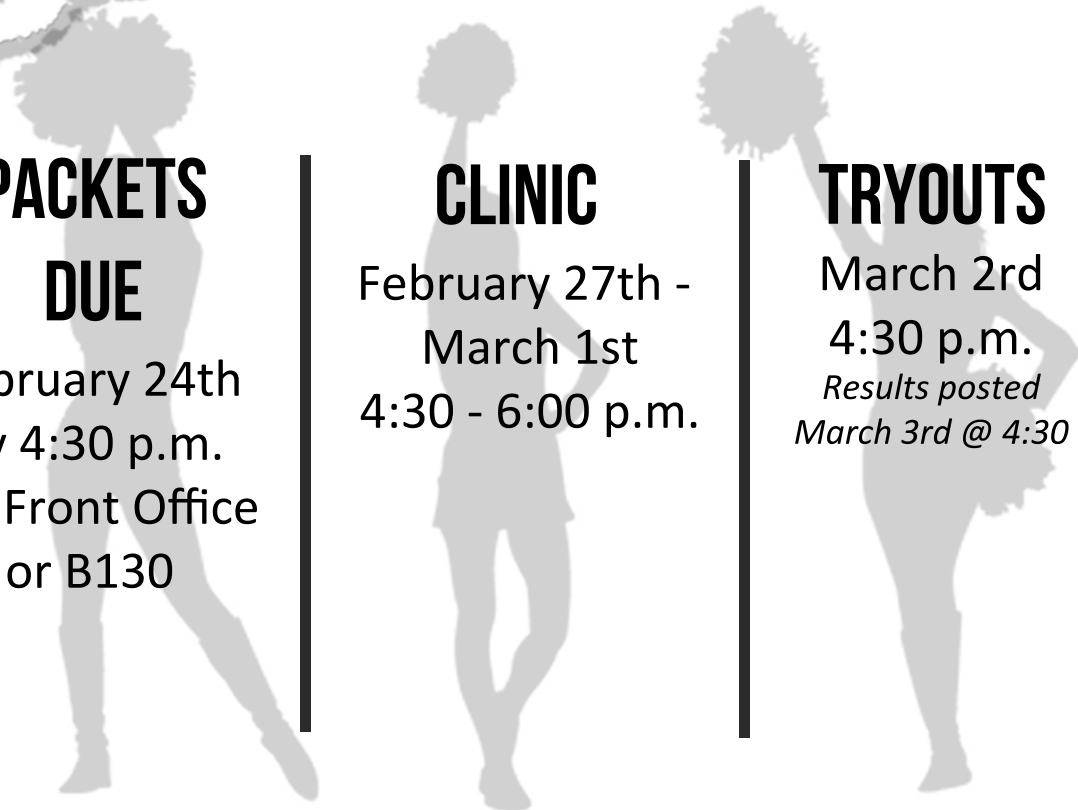 PACKETS
DUE
24th
4:30 p.m.
Front Office
or B130
CLINIC
February 27th -
March 1st
4:30 - 6:00 p.m.
TRYOUTS
March 2rd
4:30 p.m.
Results posted
March 3rd @ 4:30